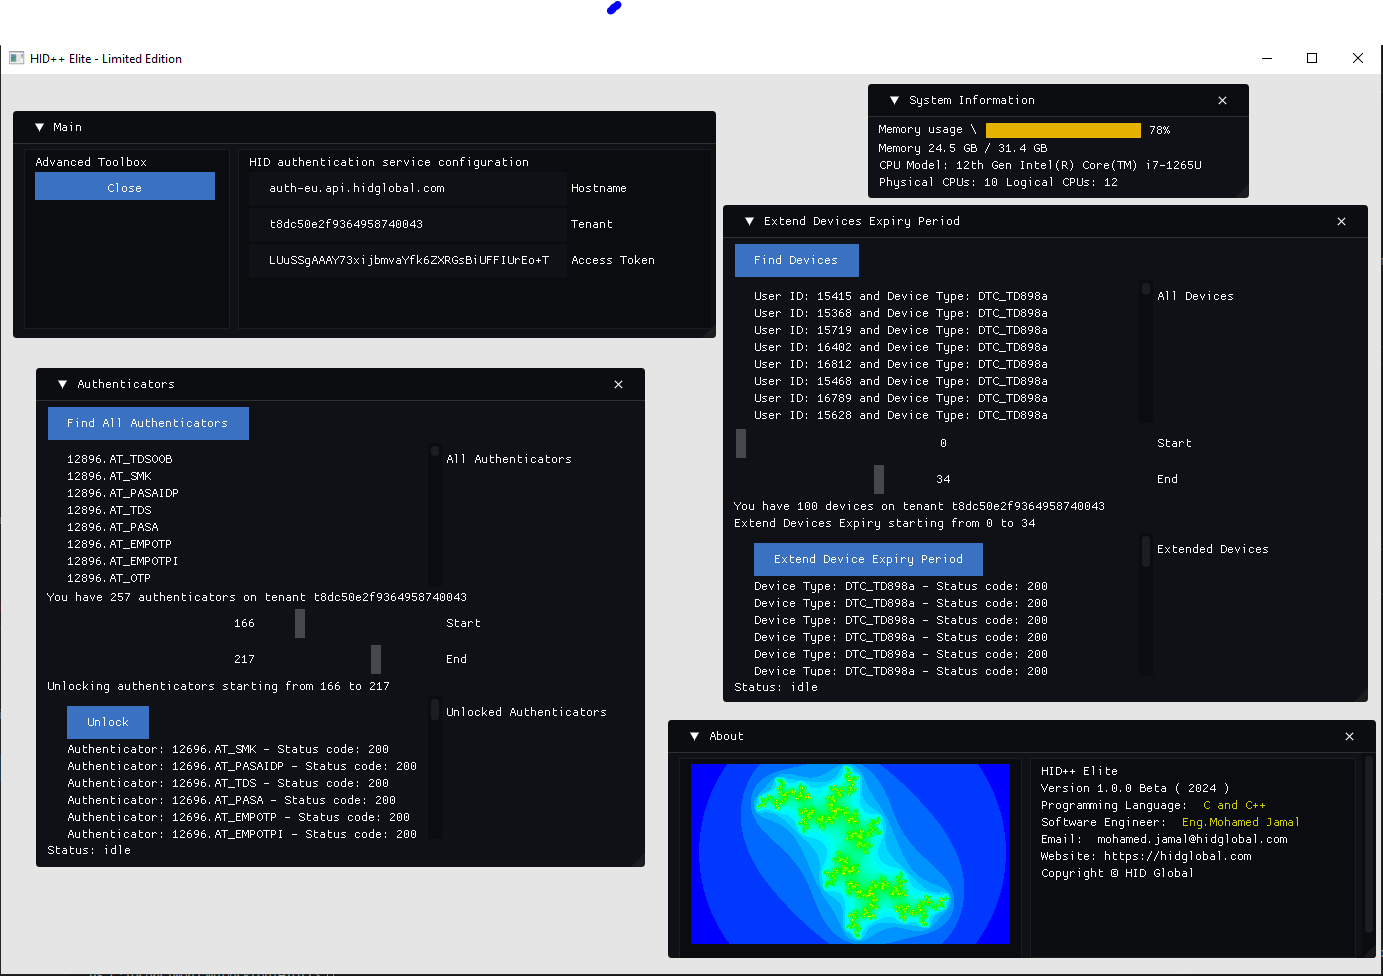 HID++ Elite - Limited Edition
Main
Advanced Toolbox
Close
HID authentication service configuration
auth-eu.api.hidglobal.com Hostname
t8dc50e2f9364958740043 Tenant
LUuSSgAAAY73xijbmvaYfk6ZXRGsBiUFFIUrEo+T Access Token
System Information
Memory usage \ 78%
Memory 24.5 GB / 31.4 GB
CPU Model: 12th Gen Intel(R) Core(TM) i7-1265U
Physical CPUs: 10 Logical CPUs: 12
Extend Devices Expiry Period
Find Devices
User ID: 15415 and Device Type: DTC_TD898a All Devices
User ID: 15368 and Device Type: DTC_TD898a
User ID: 15719 and Device Type: DTC_TD898a
User ID: 16402 and Device Type: DTC_TD898a
User ID: 16812 and Device Type: DTC_TD898a
User ID: 15468 and Device Type: DTC_TD898a
User ID: 16789 and Device Type: DTC_TD898a
User ID: 15628 and Device Type: DTC_TD898a
0 Start
34 End
You have 100 devices on tenant t8dc50e2f9364958740043
Extend Devices Expiry starting from 0 to 34
Extend Device Expiry Period Extended Devices
Device Type: DTC_TD898a - Status code: 200
Device Type: DTC_TD898a - Status code: 200
Device Type: DTC_TD898a - Status code: 200
Device Type: DTC_TD898a - Status code: 200
Device Type: DTC_TD898a - Status code: 200
Device Type: DTC_TD898a - Status code: 200
Status: idle
Authenticators
Find All Authenticators
12896.AT_TDSOOB All Authenticators
12896.AT_SMK
12896.AT_PASAIDP
12896.AT_TDS
12896.AT_PASA
12896.AT_EMPOTP
12896.AT_EMPOTPI
12896.AT_OTP
You have 257 authenticators on tenant t8dc50e2f9364958740043
166 Start
217 End
Unlocking authenticators starting from 166 to 217
Unlock Unlocked Authenticators
Authenticator: 12696.AT_SMK - Status code: 200
Authenticator: 12696.AT_PASAIDP - Status code: 200
Authenticator: 12696.AT_TDS - Status code: 200
Authenticator: 12696.AT_PASA - Status code: 200
Authenticator: 12696.AT_EMPOTP - Status code: 200
Authenticator: 12696.AT_EMPOTPI - Status code: 200
Status: idle
About
HID++ Elite
Version 1.0.0 Beta ( 2024 )
Programming Language: C and C++
Software Engineer: Eng.Mohamed Jamal
Email: mohamed.jamal@hidglobal.com
Website: https://hidglobal.com
Copyright © HID Global